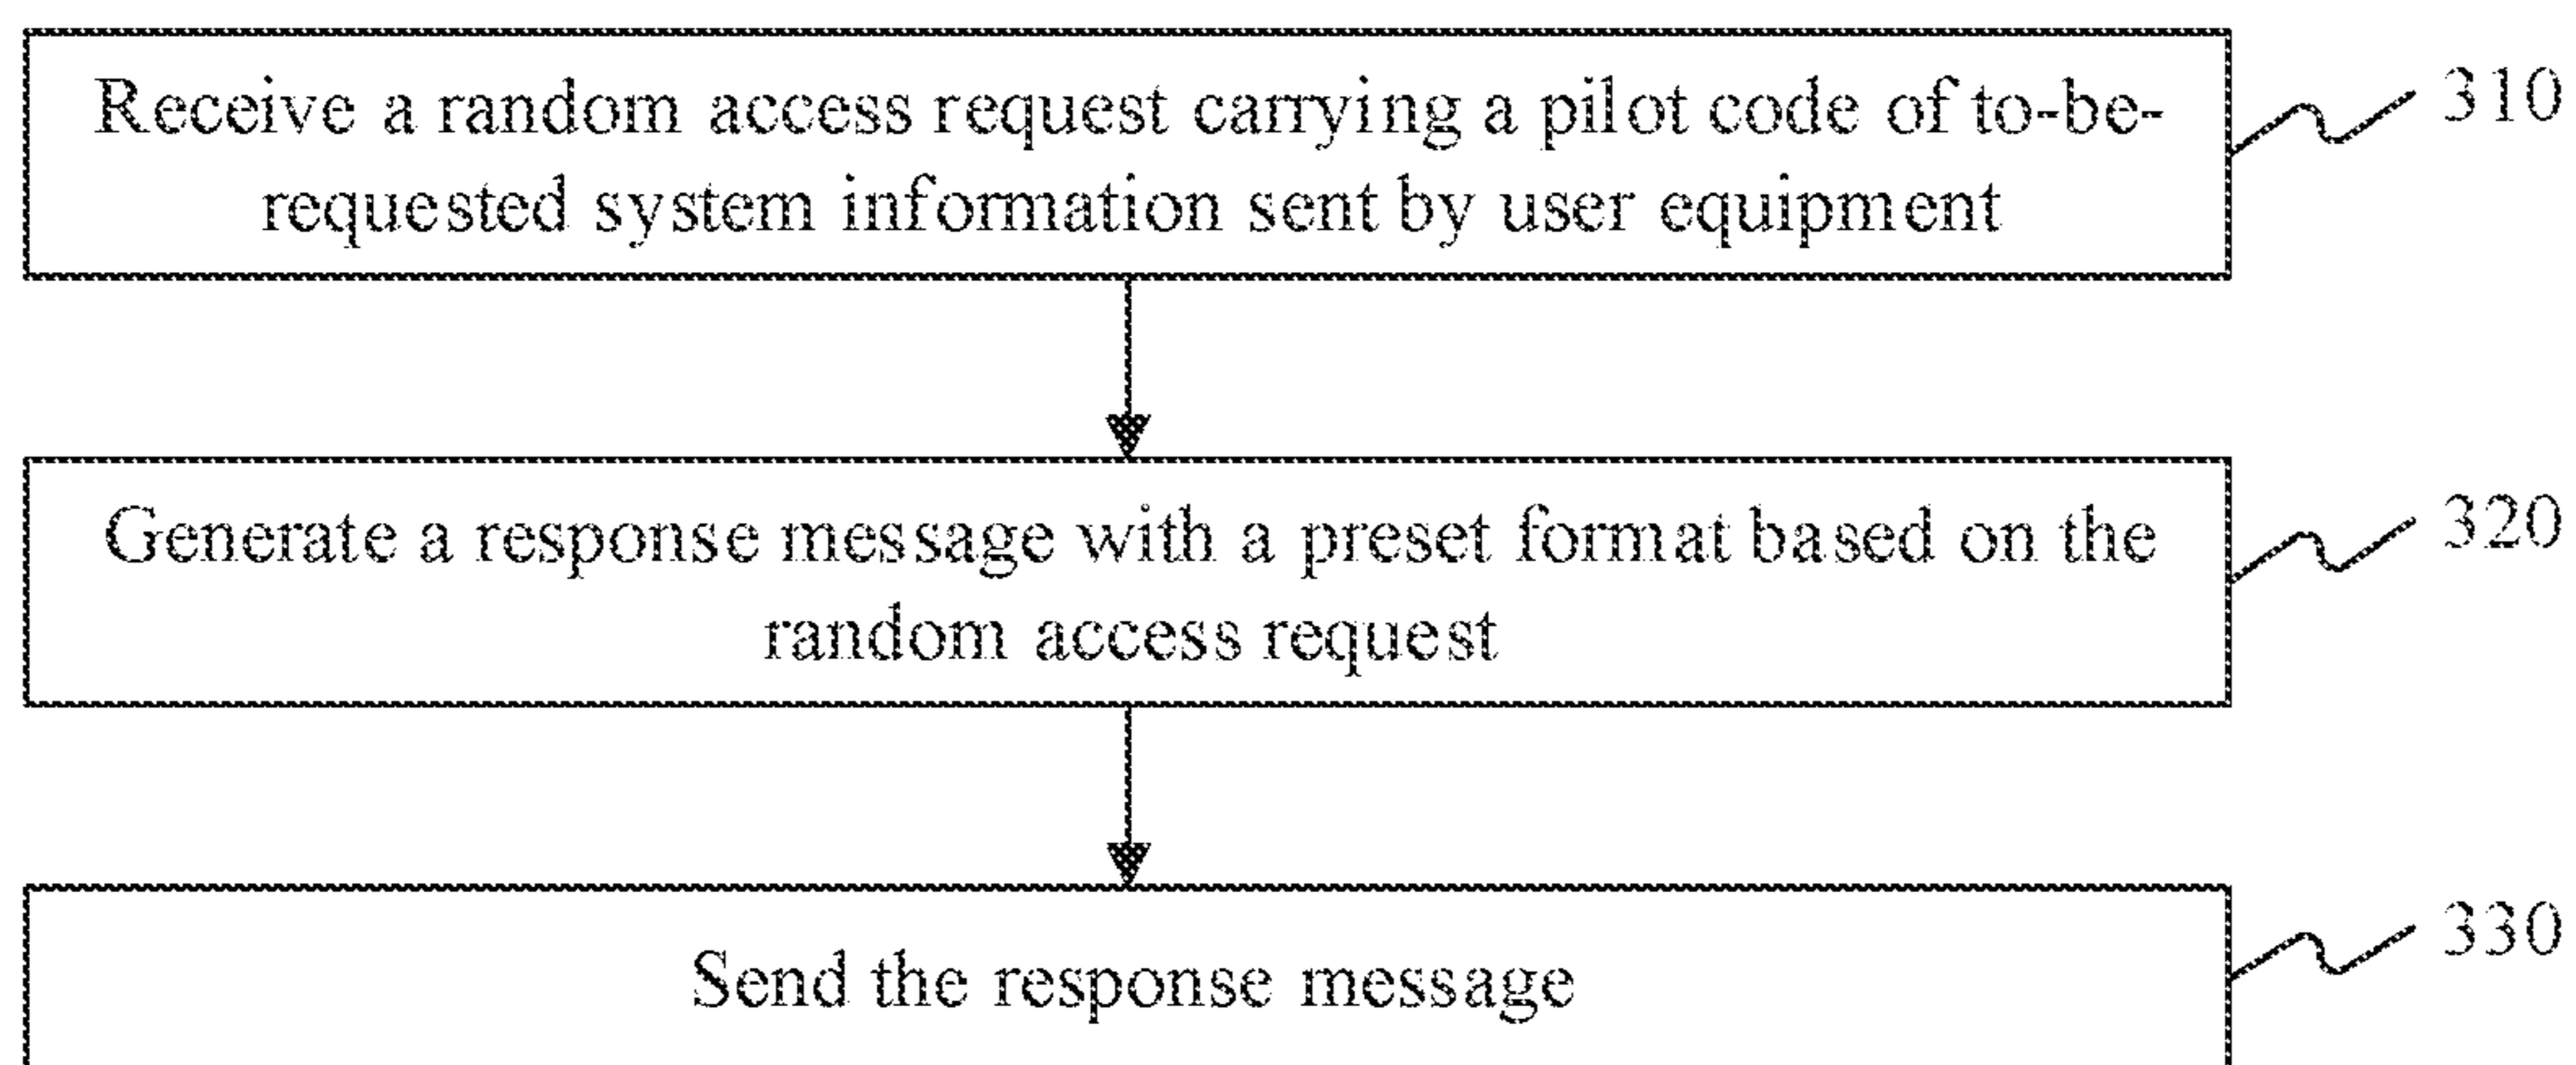 Receive a random access request carrying a pilot code of to-be-
310
requested system information sent by user equipment
Generate a response message with a preset format based on the
320
random access request
Send the response message
330